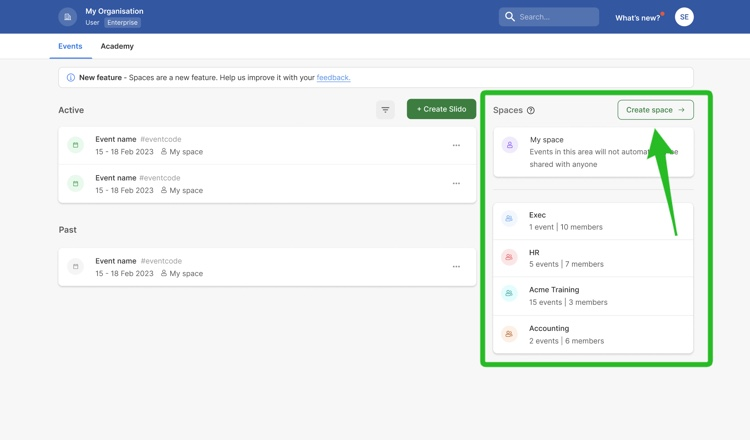 My Organisation
User Enterprise
Search...
What's new?
SE
Events Academy
New feature - Spaces are a new feature. Help us improve it with your feedback.
Active
+ Create Slido
Event name #eventcode
15 - 18 Feb 2023 My space
Event name #eventcode
15 - 18 Feb 2023 My space
Past
Event name #eventcode
15 - 18 Feb 2023 My space
Spaces ?
Create space →
My space
Events in this area will not be
shared with anyone
Exec
1 event | 10 members
HR
5 events | 7 members
Acme Training
15 events | 3 members
Accounting
2 events | 6 members